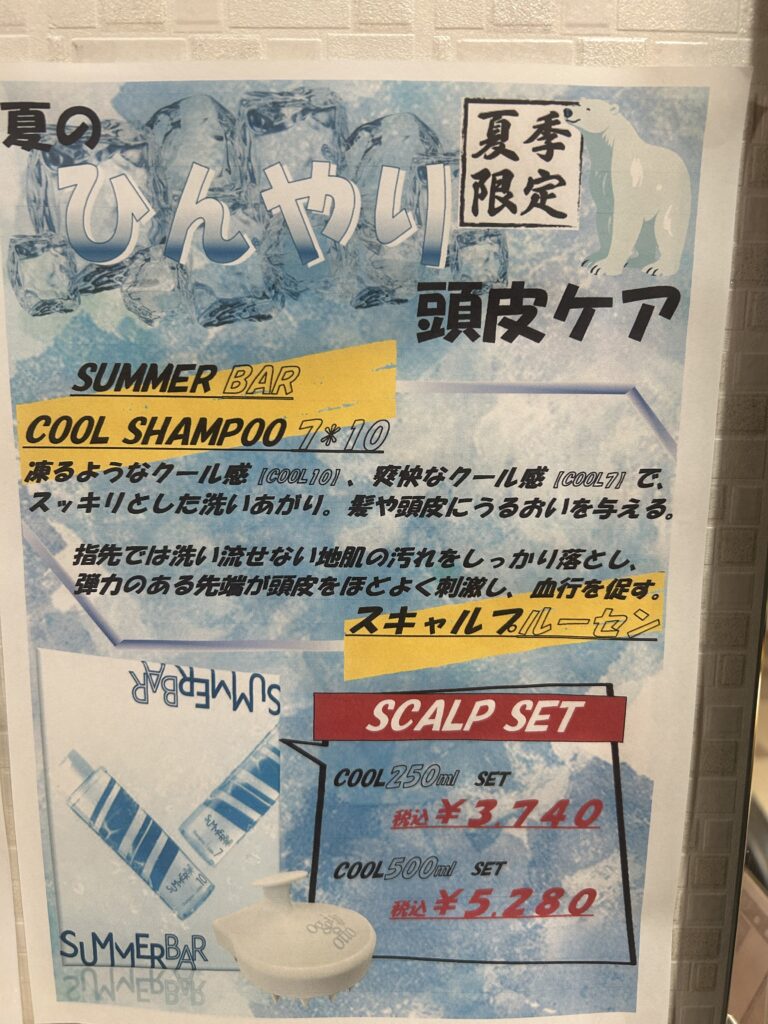 夏の
ひんやり
夏季
限定
頭皮ケア
SUMMER BAR
COOL SHAMPOO 7*10
凍るようなクール感 [COOL10] 、爽快なクール感 [COOL7] で、
スッキリとした洗いあがり。髪や頭皮にうるおいを与える。
指先では洗い流せない地肌の汚れをしっかり落とし、
弾力のある先端が頭皮をほどよく刺激し、血行を促す。
スキャルプルーセン
SUMMERBAR
SCALP SET
COOL250ml SET
税込¥3,740
COOL500ml SET
税込¥5,280
SUMMERBAR
7
SUMMERBAR
10
SUMMERBAR
SUMMERBAR